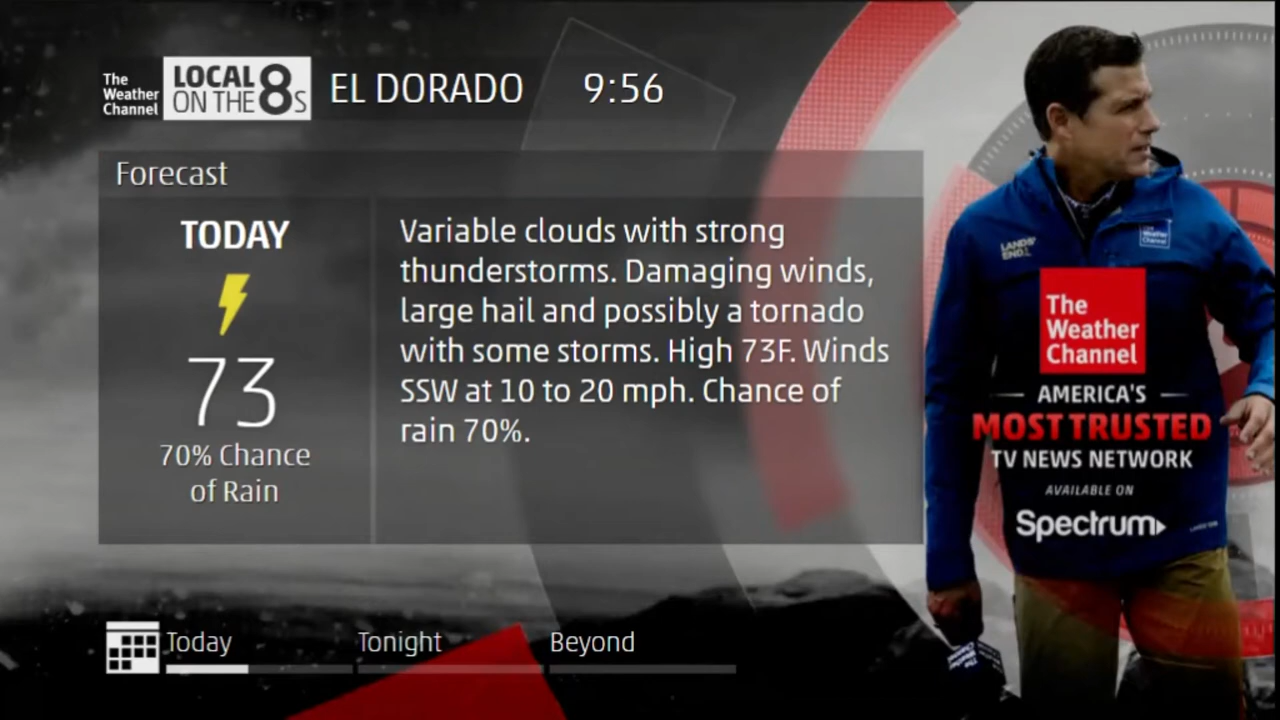 The
Weather
Channel
LOCAL
ON THE 8s
EL DORADO
9:56
Forecast
TODAY
73
70% Chance
of Rain
Variable clouds with strong
thunderstorms. Damaging winds,
large hail and possibly a tornado
with some storms. High 73F. Winds
SSW at 10 to 20 mph. Chance of
rain 70%.
LANDS'
END
The
Weather
Channel
The
Weather
Channel
AMERICA'S
MOST TRUSTED
TV NEWS NETWORK
AVAILABLE ON
Spectrum
Today
Tonight
Beyond